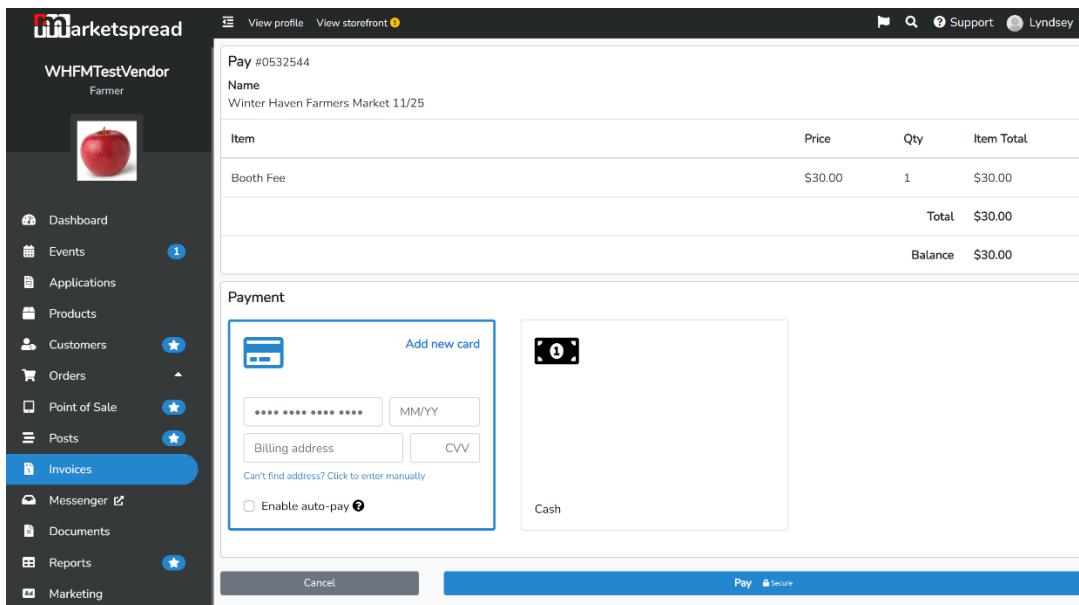 marketspread
View profile View storefront
Support Lyndsey
WHFMTestVendor
Farmer
Dashboard
Events 1
Applications
Products
Customers
Orders
Point of Sale
Posts
Invoices
Messenger
Documents
Reports
Marketing
Pay #0532544
Name
Winter Haven Farmers Market 11/25
Item Price Qty Item Total
Booth Fee $30.00 1 $30.00
Total $30.00
Balance $30.00
Payment
Add new card
MM/YY
Billing address CVV
Can't find address? Click to enter manually
Enable auto-pay
Cash
Cancel Pay Secure